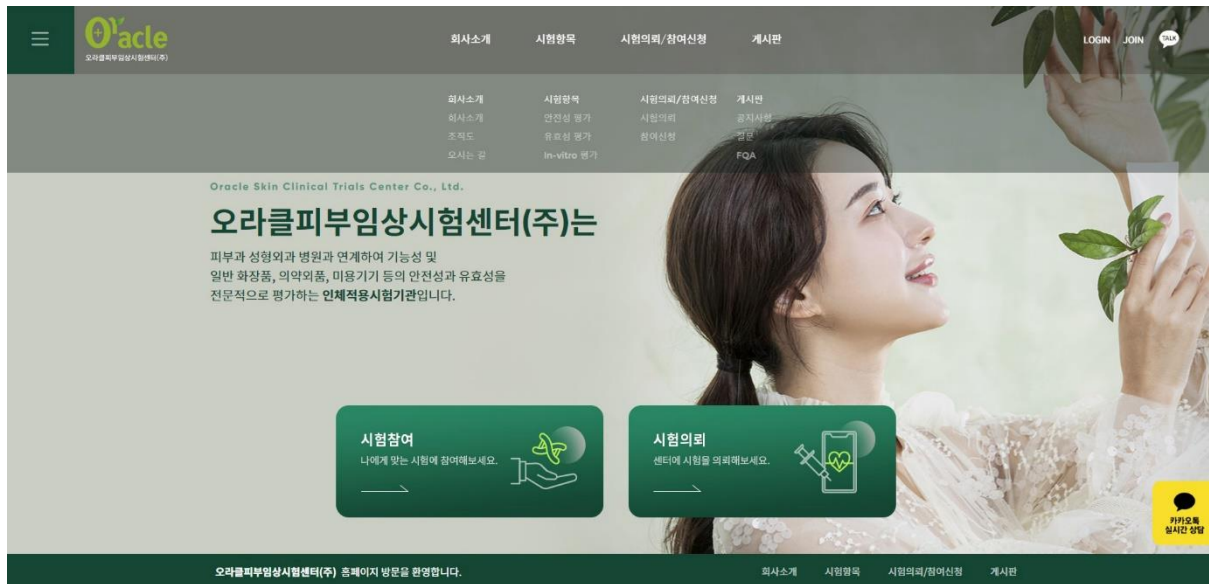 Oracle
오라클피부임상시험센터(주)
회사소개 시험항목 시험의뢰/참여신청 게시판
LOGIN JOIN TALK
회사소개 시험항목 시험의뢰/참여신청 게시판
회사소개 안전성 평가 시험의뢰 공지사항
조직도 유효성 평가 참여신청 질문
오시는 길 In-vitro 평가 FQA
Oracle Skin Clinical Trials Center Co., Ltd.
오라클피부임상시험센터(주)는
피부과 성형외과 병원과 연계하여 기능성 및
일반 화장품, 의약외품, 미용기기 등의 안전성과 유효성을
전문적으로 평가하는 인체적용시험기관입니다.
시험참여
나에게 맞는 시험에 참여해보세요.
시험의뢰
센터에 시험을 의뢰해보세요.
카카오톡
실시간 상담
오라클피부임상시험센터(주) 홈페이지 방문을 환영합니다.
회사소개 시험항목 시험의뢰/참여신청 게시판